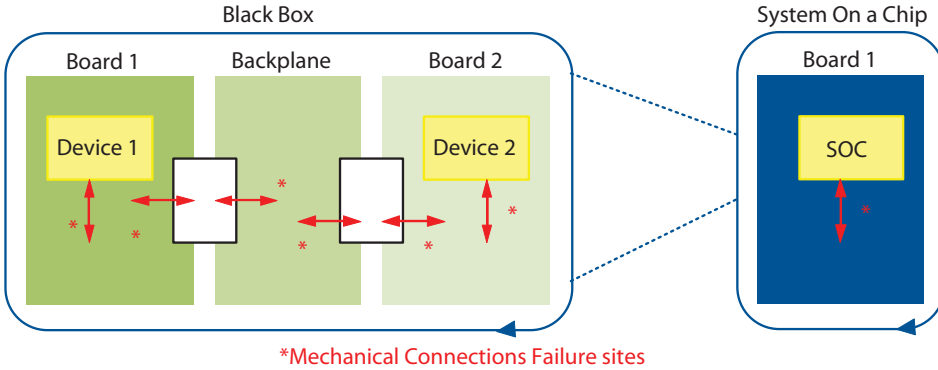 Black Box
System On a Chip
Board 1
Backplane
Board 2
Board 1
Device 1
Device 2
SOC
*
*
*
*
*
*
*
*Mechanical Connections Failure sites